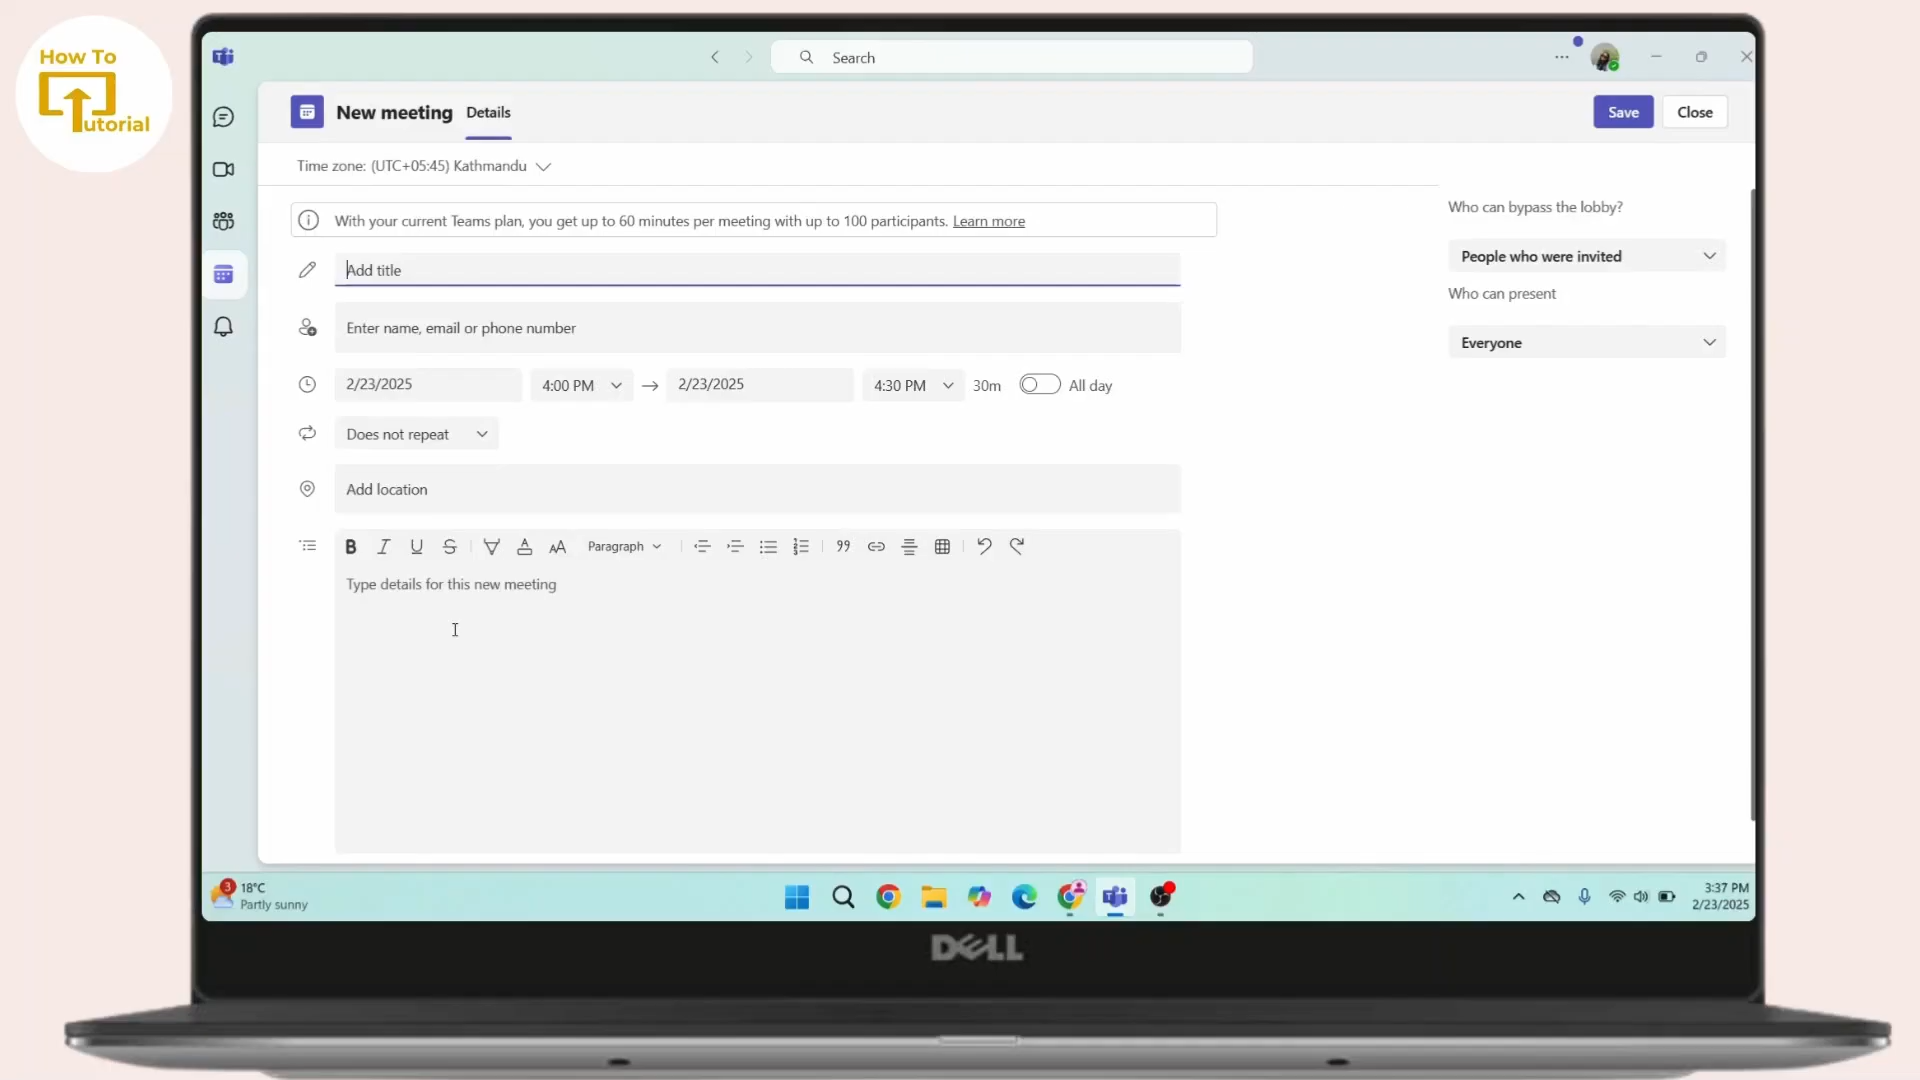 How To
utorial
Search
New meeting
Details
Save
Close
Time zone: (UTC+05:45) Kathmandu
With your current Teams plan, you get up to 60 minutes per meeting with up to 100 participants. Learn more
Who can bypass the lobby?
People who were invited
Who can present
Everyone
Add title
Enter name, email or phone number
2/23/2025
4:00 PM
2/23/2025
4:30 PM
30m
All day
Does not repeat
Add location
B I U S A AA Paragraph
Type details for this new meeting
3
18°C
Partly sunny
3:37 PM
2/23/2025
DELL